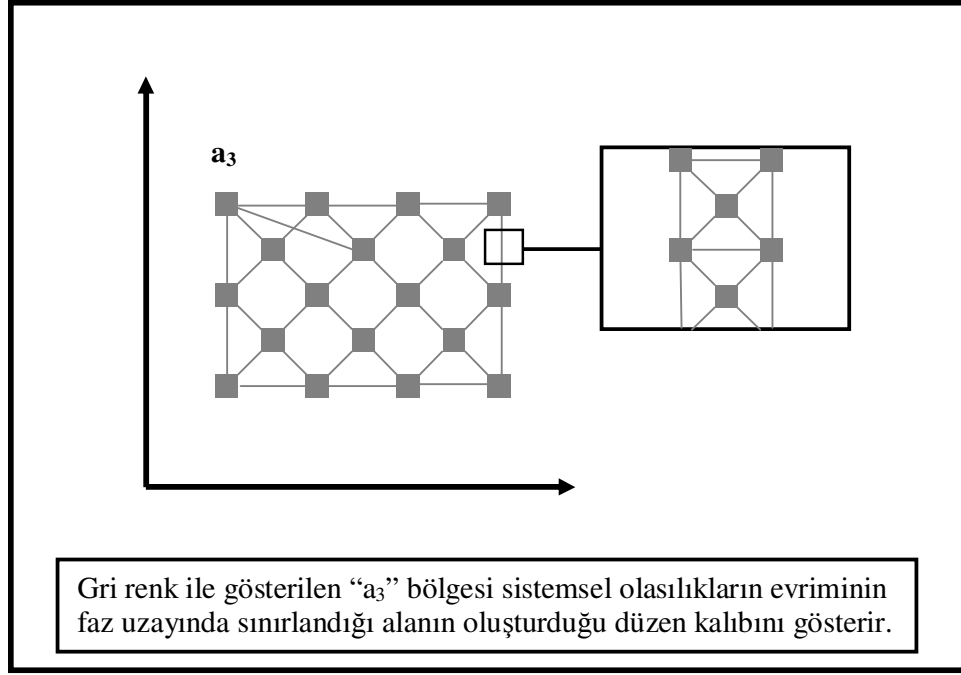 a₃
Gri renk ile gösterilen “a₃” bölgesi sistemsel olasılıkların evriminin
faz uzayında sınırlandığı alanın oluşturduğu düzen kalıbını gösterir.